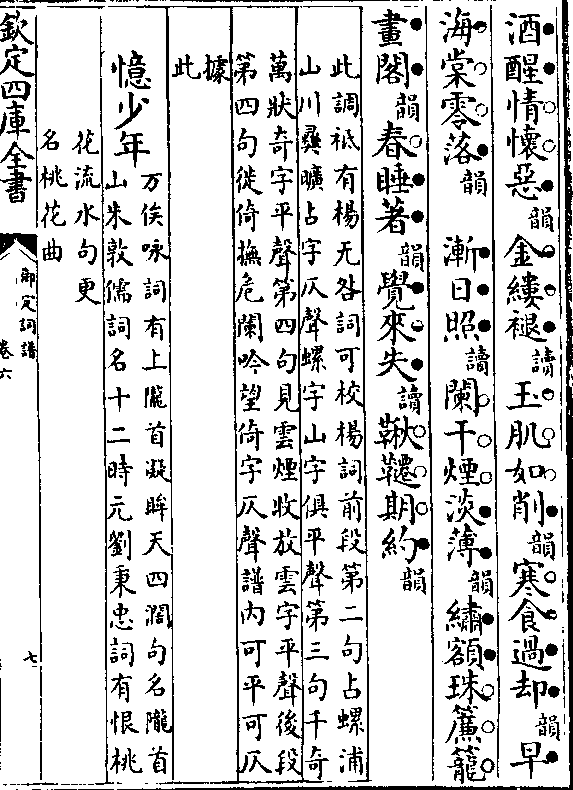 酒醒情懷惡韻金縷褪讀玉肌如削韻寒食過却韻早
海棠零落韻　漸日照讀闌干煙淡薄韻繡額珠簾籠
畫閣韻春睡著韻覺來失讀鞦韆期約韻
此調祇有楊无咎詞可校楊詞前段第二句占螺浦
山川彝曠占字仄聲螺字山字俱平聲第三句千奇
萬狀奇字平聲第四句見雲煙收放雲字平聲後段
第四句徙倚撫危闌吟望倚字仄聲譜内可平可仄
據
此
憶少年
万俟咏詞有上隴首凝眸天四濶句名隴首
山朱敦儒詞名十二時元劉秉忠詞有恨桃
花流水句更
名桃花曲
欽定四庫全書
御定詞譜
卷六
七